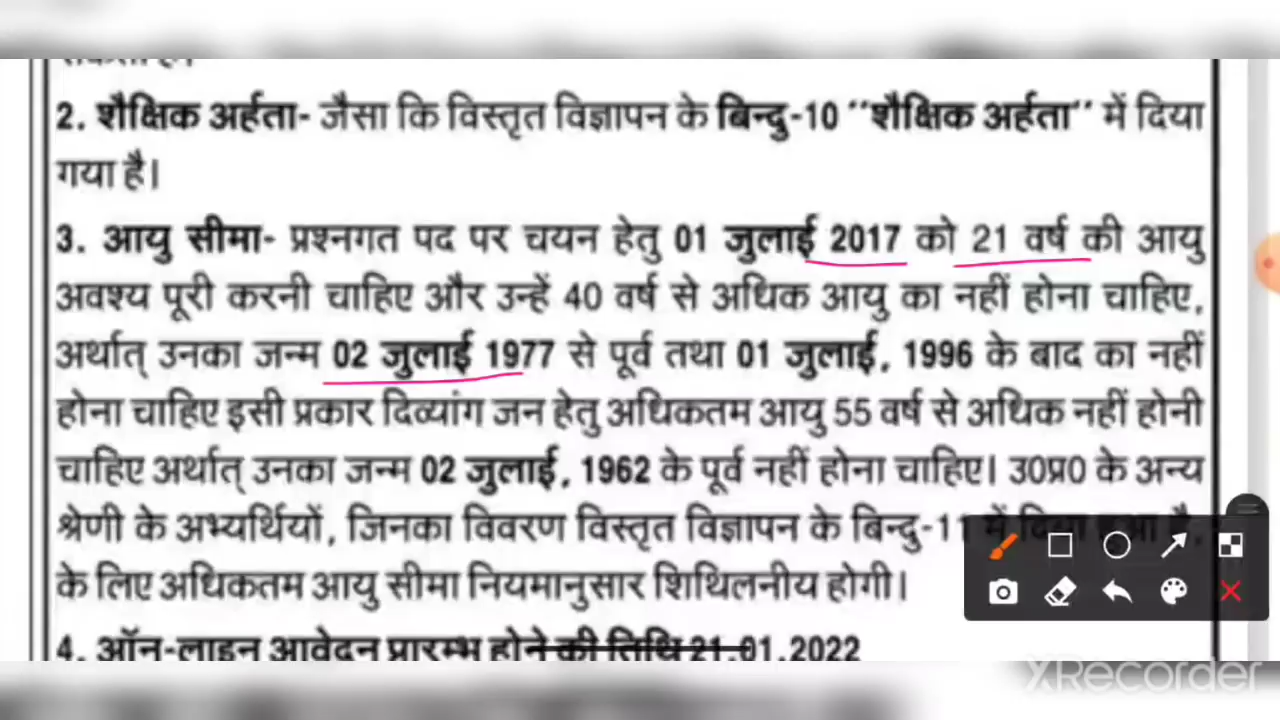 2. शैक्षिक अर्हता- जैसा कि विस्तृत विज्ञापन के बिन्दु-10 ''शैक्षिक अर्हता'' में दिया
गया है।
3. आयु सीमा- प्रश्नगत पद पर चयन हेतु 01 जुलाई 2017 को 21 वर्ष की आयु
अवश्य पूरी करनी चाहिए और उन्हें 40 वर्ष से अधिक आयु का नहीं होना चाहिए,
अर्थात् उनका जन्म 02 जुलाई 1977 से पूर्व तथा 01 जुलाई, 1996 के बाद का नहीं
होना चाहिए इसी प्रकार दिव्यांग जन हेतु अधिकतम आयु 55 वर्ष से अधिक नहीं होनी
चाहिए अर्थात् उनका जन्म 02 जुलाई, 1962 के पूर्व नहीं होना चाहिए। उ0प्र0 के अन्य
श्रेणी के अभ्यर्थियों, जिनका विवरण विस्तृत विज्ञापन के बिन्दु-11 में दिया हुआ है,
के लिए अधिकतम आयु सीमा नियमानुसार शिथिलनीय होगी।
4. ऑन-लाइन आवेदन प्रारम्भ होने की तिथि 21.01.2022
XRecorder